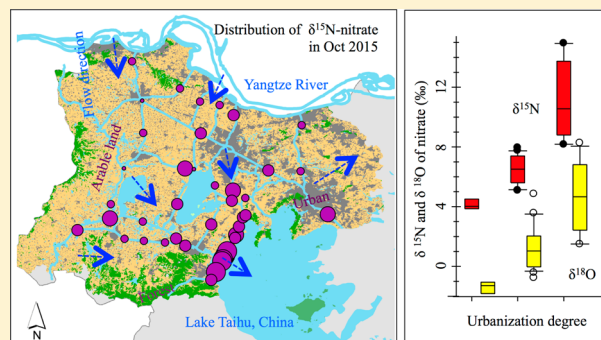 Distribution of δ¹⁵N-nitrate
in Oct 2015
Flow direction
Yangtze River
Arable land
Urban
Forest
Lake Taihu, China
N
δ ¹⁵N and δ ¹⁸O of nitrate (‰)
12
8
4
0
δ¹⁵N
δ¹⁸O
Urbanization degree